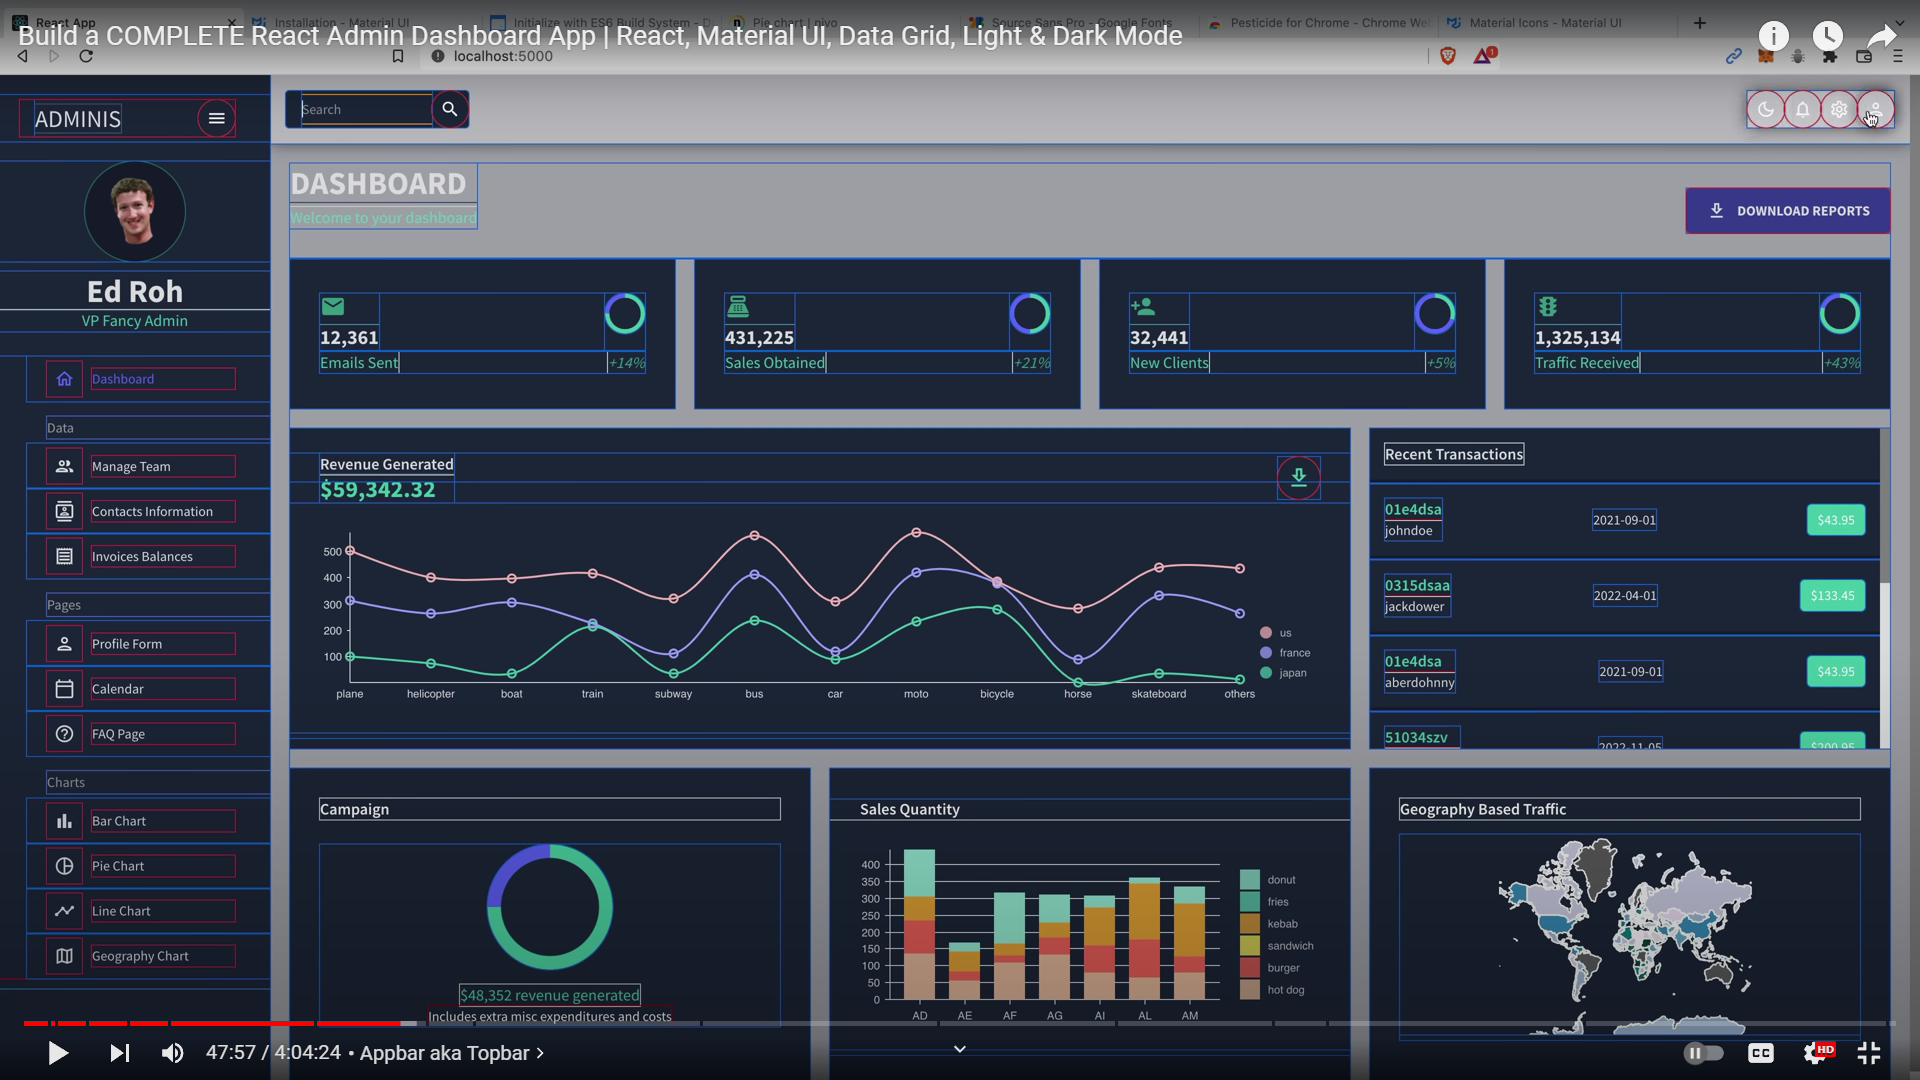 React App
Installation - Material UI
Initialize with ES6 Build System - D
Pie chart | nivo
Source Sans Pro - Google Fonts
Pesticide for Chrome - Chrome We
Material Icons - Material UI
Build a COMPLETE React Admin Dashboard App | React, Material UI, Data Grid, Light & Dark Mode
localhost:5000
1
ADMINIS
Search
Ed Roh
VP Fancy Admin
Dashboard
Data
Manage Team
Contacts Information
Invoices Balances
Pages
Profile Form
Calendar
FAQ Page
Charts
Bar Chart
Pie Chart
Line Chart
Geography Chart
DASHBOARD
Welcome to your dashboard
DOWNLOAD REPORTS
12,361
Emails Sent +14%
431,225
Sales Obtained +21%
32,441
New Clients +5%
1,325,134
Traffic Received +43%
Revenue Generated
$59,342.32
500
400
300
200
100
plane helicopter boat train subway bus car moto bicycle horse skateboard others
us
france
japan
Recent Transactions
01e4dsa
johndoe
2021-09-01
$43.95
0315dsaa
jackdower
2022-04-01
$133.45
01e4dsa
aberdohnny
2021-09-01
$43.95
51034szv
2022-11-05
$200.95
Campaign
$48,352 revenue generated
Includes extra misc expenditures and costs
Sales Quantity
400
350
300
250
200
150
100
50
0
AD AE AF AG AI AL AM
donut
fries
kebab
sandwich
burger
hot dog
Geography Based Traffic
47:57 / 4:04:24 • Appbar aka Topbar >
CC
HD